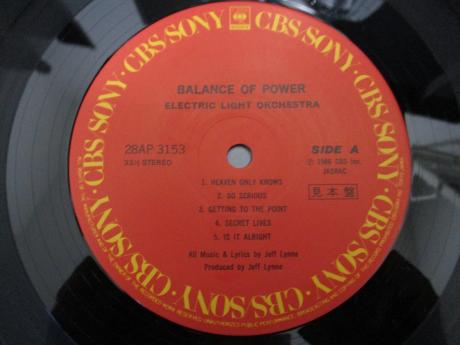 CBS/SONY · CBS/SONY · CBS/SONY · CBS/SONY · CBS/SONY · CBS/SONY
BALANCE OF POWER
ELECTRIC LIGHT ORCHESTRA
28AP 3153
33⅓ STEREO
SIDE A
℗ 1986 CBS Inc.
JASRAC
見本盤
1. HEAVEN ONLY KNOWS
2. SO SERIOUS
3. GETTING TO THE POINT
4. SECRET LIVES
5. IS IT ALRIGHT
All Music & Lyrics by Jeff Lynne
Produced by Jeff Lynne